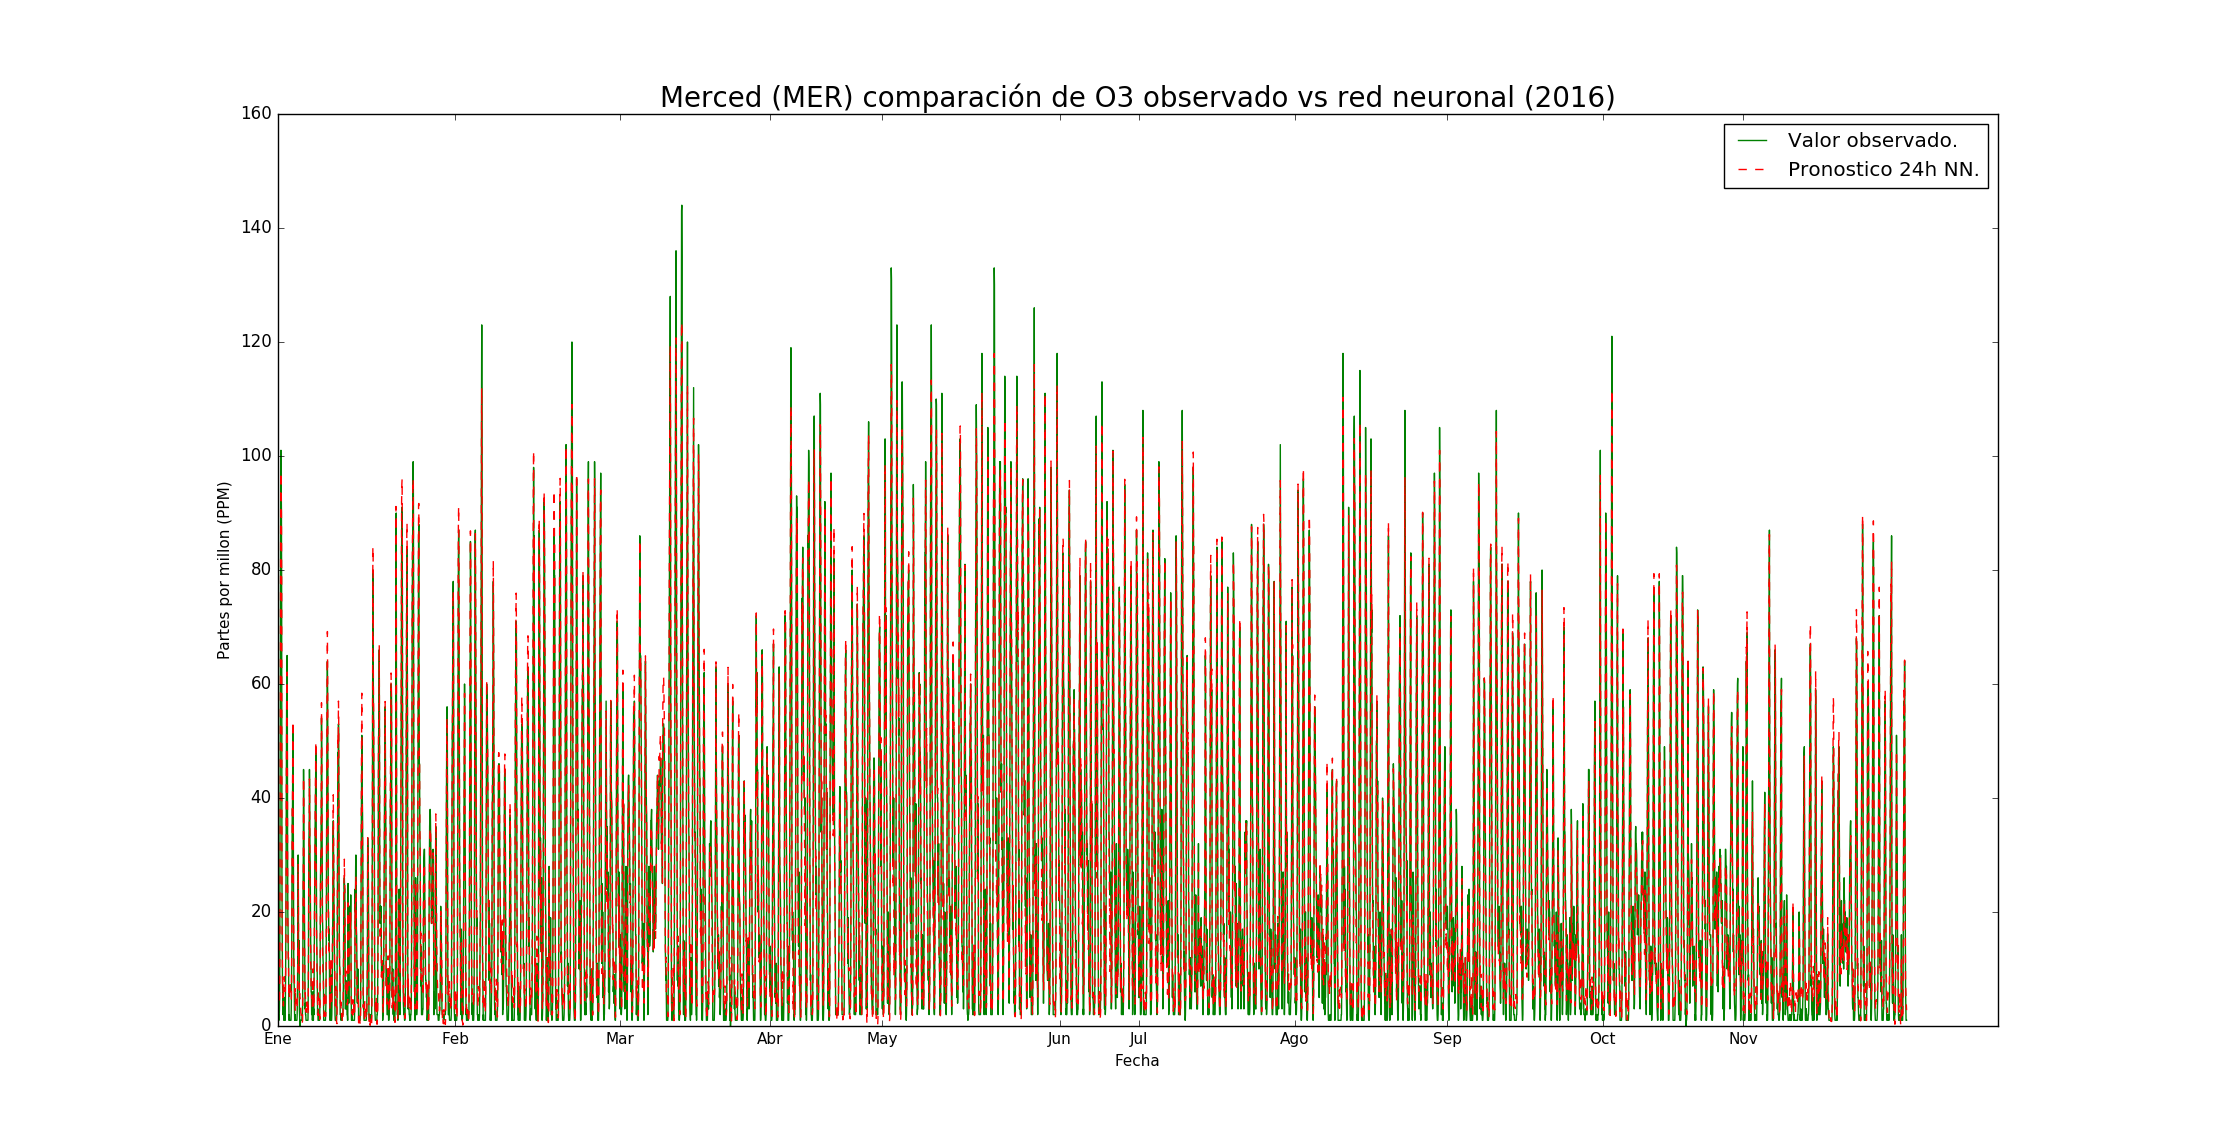 Merced (MER) comparación de O3 observado vs red neuronal (2016)
Valor observado.
Pronostico 24h NN.
Partes por millon (PPM)
160
140
120
100
80
60
40
20
0
Ene Feb Mar Abr May Jun Jul Ago Sep Oct Nov
Fecha